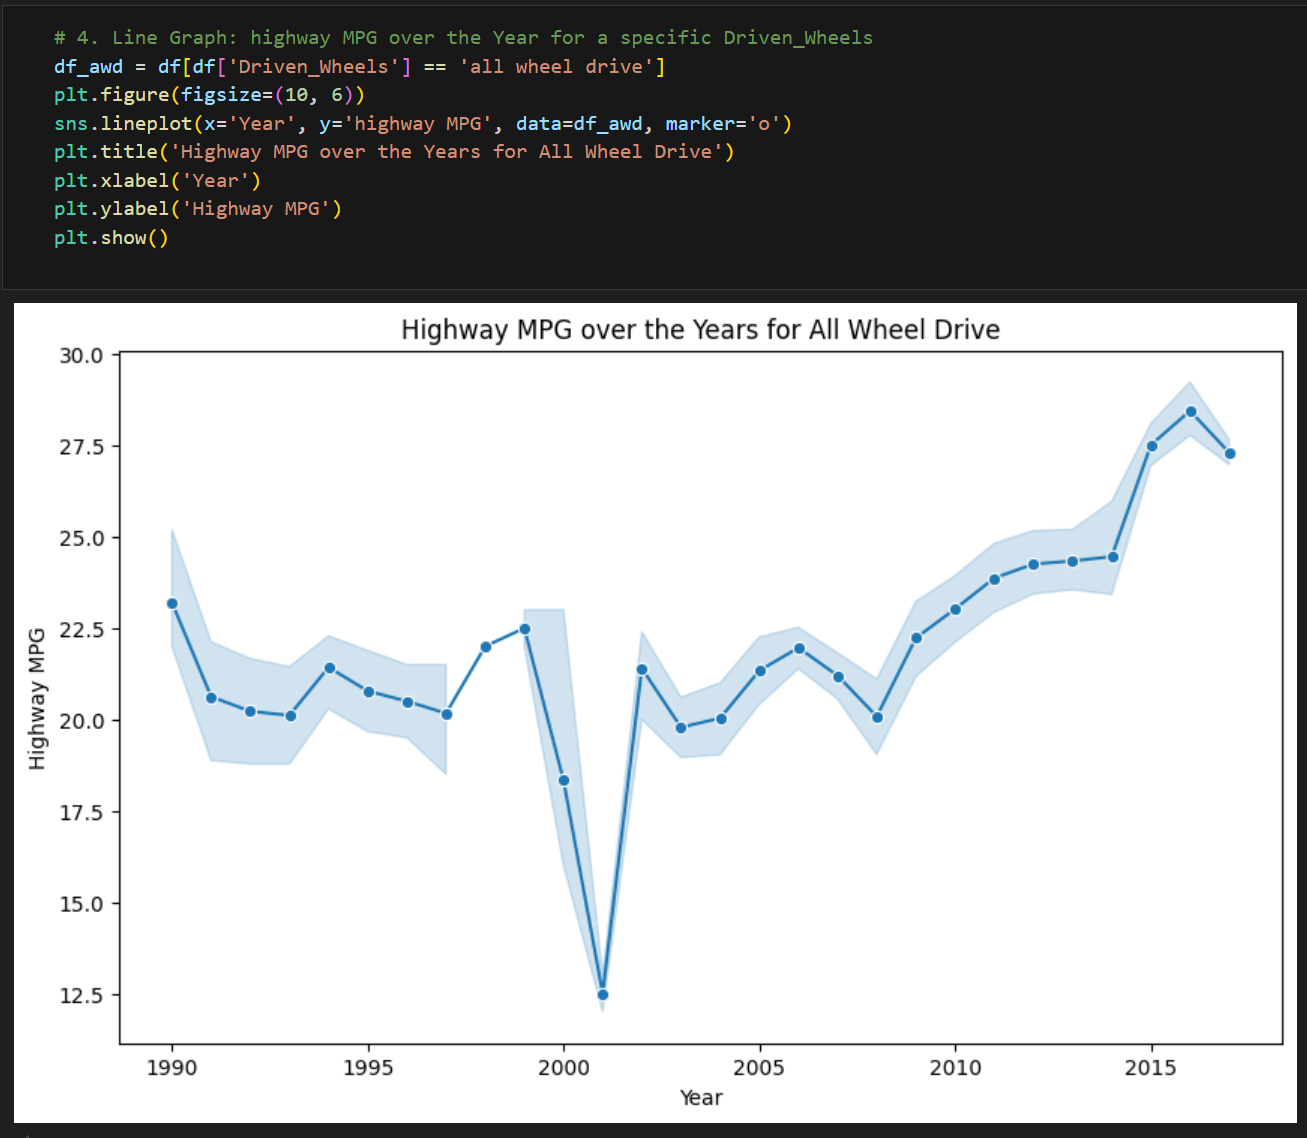 # 4. Line Graph: highway MPG over the Year for a specific Driven_Wheels
df_awd = df[df['Driven_Wheels'] == 'all wheel drive']
plt.figure(figsize=(10, 6))
sns.lineplot(x='Year', y='highway MPG', data=df_awd, marker='o')
plt.title('Highway MPG over the Years for All Wheel Drive')
plt.xlabel('Year')
plt.ylabel('Highway MPG')
plt.show()
Highway MPG over the Years for All Wheel Drive
30.0
27.5
25.0
22.5
20.0
17.5
15.0
12.5
Highway MPG
1990 1995 2000 2005 2010 2015
Year